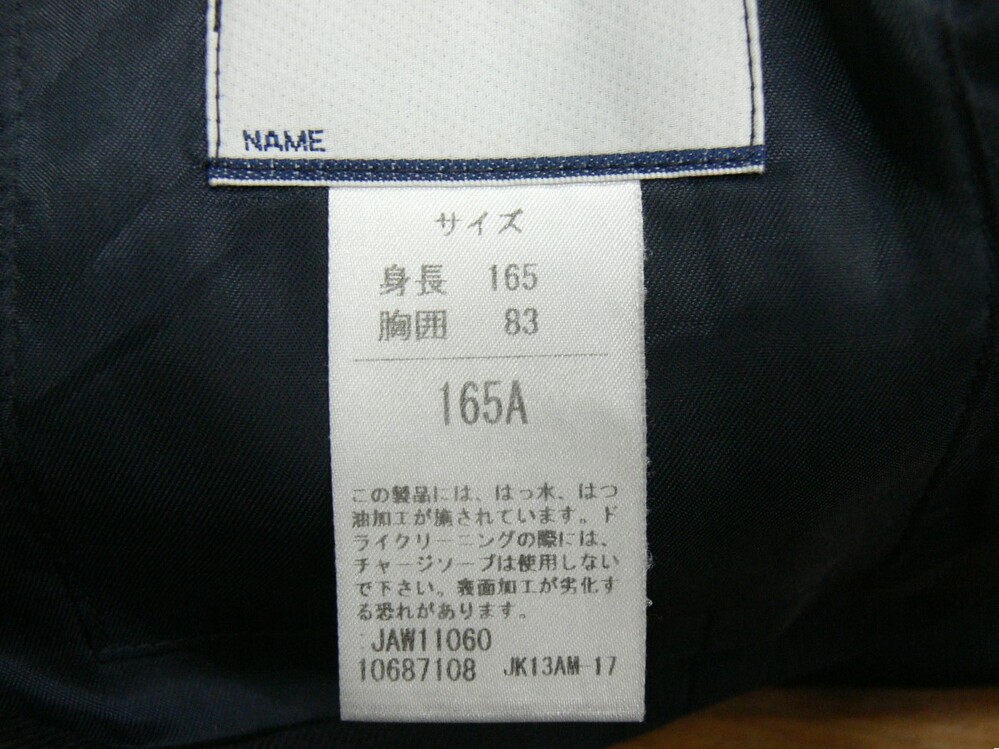 NAME
サイズ
身長 165
胸囲 83
165A
この製品には、はっ水、はつ
油加工が施されています。ド
ライクリーニングの際には、
チャージソープは使用しない
で下さい。表面加工が劣化す
る恐れがあります。
JAW11060
10687108 JK13AM-17